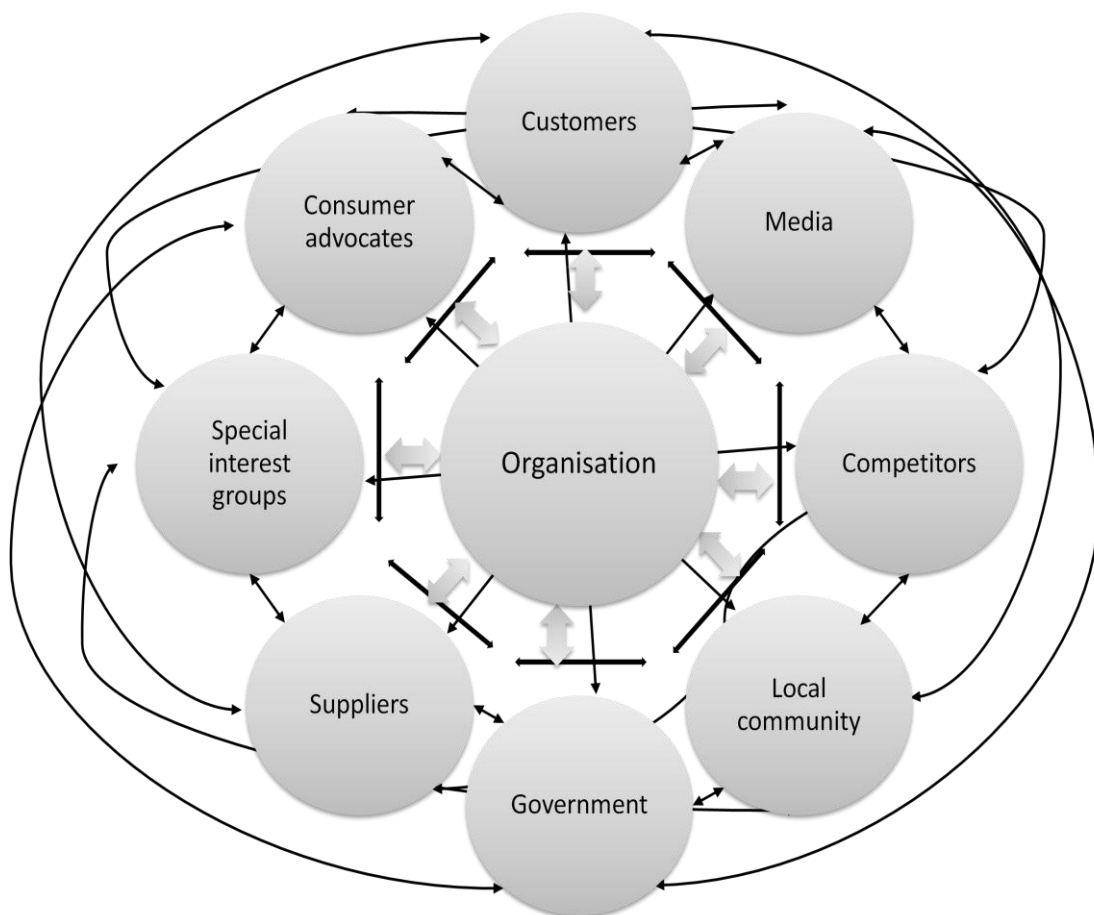 Customers
Consumer
advocates
Media
Special
interest
groups
Organisation
Competitors
Suppliers
Local
community
Government